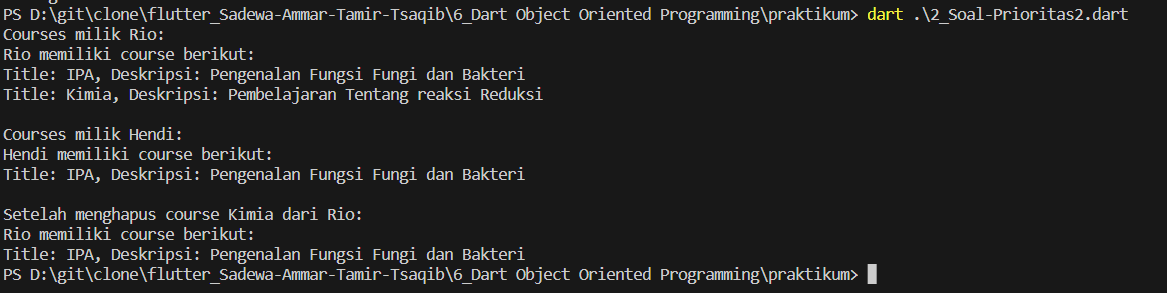 PS D:\git\clone\flutter_Sadewa-Ammar-Tamir-Tsaqib\6_Dart Object Oriented Programming\praktikum> dart .\2_Soal-Prioritas2.dart
Courses milik Rio:
Rio memiliki course berikut:
Title: IPA, Deskripsi: Pengenalan Fungsi Fungi dan Bakteri
Title: Kimia, Deskripsi: Pembelajaran Tentang reaksi Reduksi

Courses milik Hendi:
Hendi memiliki course berikut:
Title: IPA, Deskripsi: Pengenalan Fungsi Fungi dan Bakteri

Setelah menghapus course Kimia dari Rio:
Rio memiliki course berikut:
Title: IPA, Deskripsi: Pengenalan Fungsi Fungi dan Bakteri
PS D:\git\clone\flutter_Sadewa-Ammar-Tamir-Tsaqib\6_Dart Object Oriented Programming\praktikum>